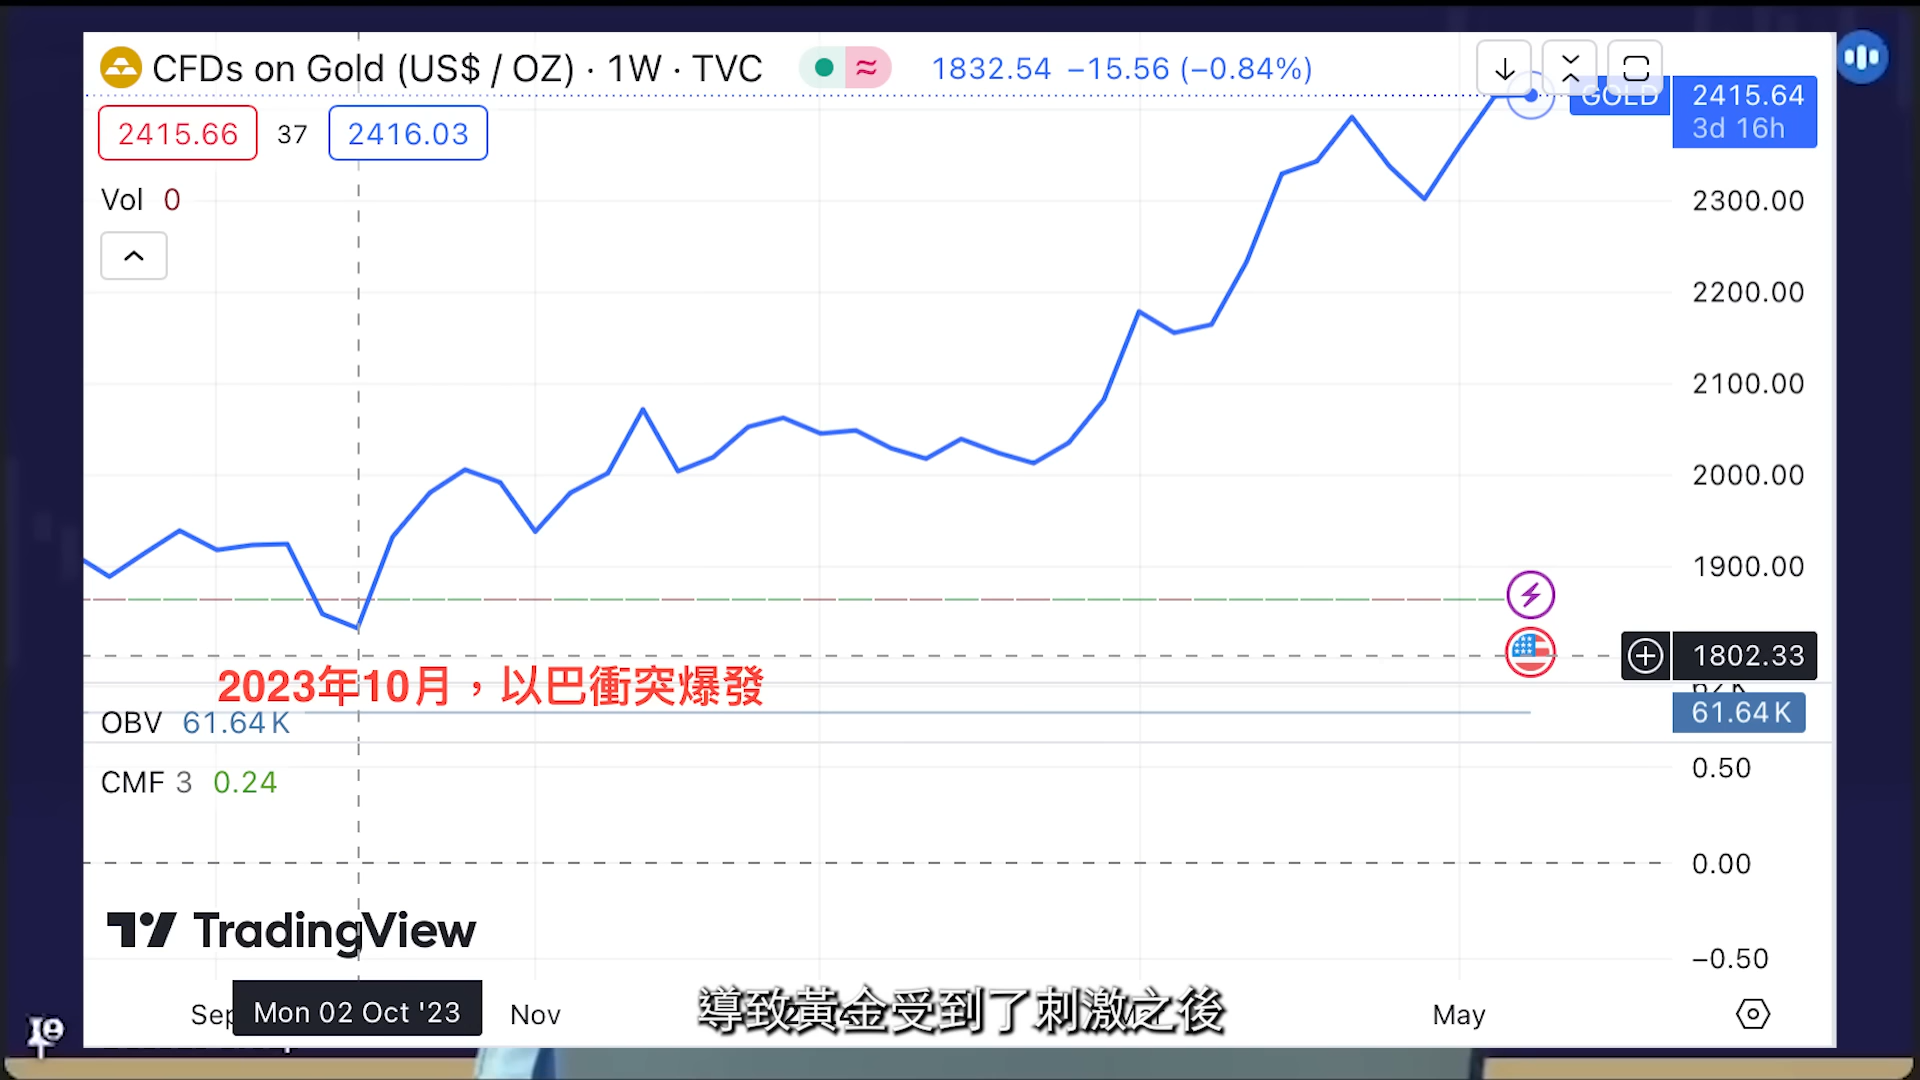 CFDs on Gold (US$ / OZ) · 1W · TVC ≈ 1832.54 −15.56 (−0.84%)
GOLD 2415.64
3d 16h
2415.66 37 2416.03
Vol 0
2300.00
2200.00
2100.00
2000.00
1900.00
1802.33
2023年10月，以巴衝突爆發
OBV 61.64K
61.64K
CMF 3 0.24
0.50
0.00
−0.50
TradingView
Sep Mon 02 Oct '23 Nov May
導致黃金受到了刺激之後